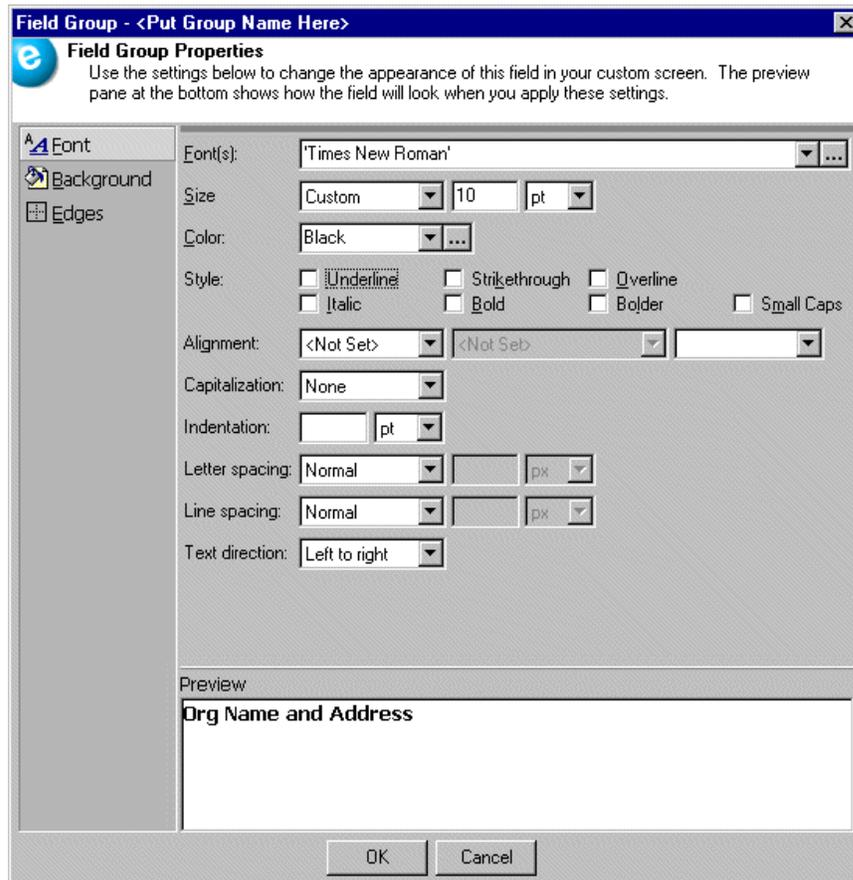 Field Group - <Put Group Name Here>
e
Field Group Properties
Use the settings below to change the appearance of this field in your custom screen. The preview
pane at the bottom shows how the field will look when you apply these settings.
AA Font
Background
Edges
Font(s): 'Times New Roman' ...
Size Custom 10 pt
Color: Black ...
Style: Underline Strikethrough Overline
Italic Bold Bolder Small Caps
Alignment: <Not Set> <Not Set>
Capitalization: None
Indentation: pt
Letter spacing: Normal px
Line spacing: Normal px
Text direction: Left to right
Preview
Org Name and Address
OK Cancel